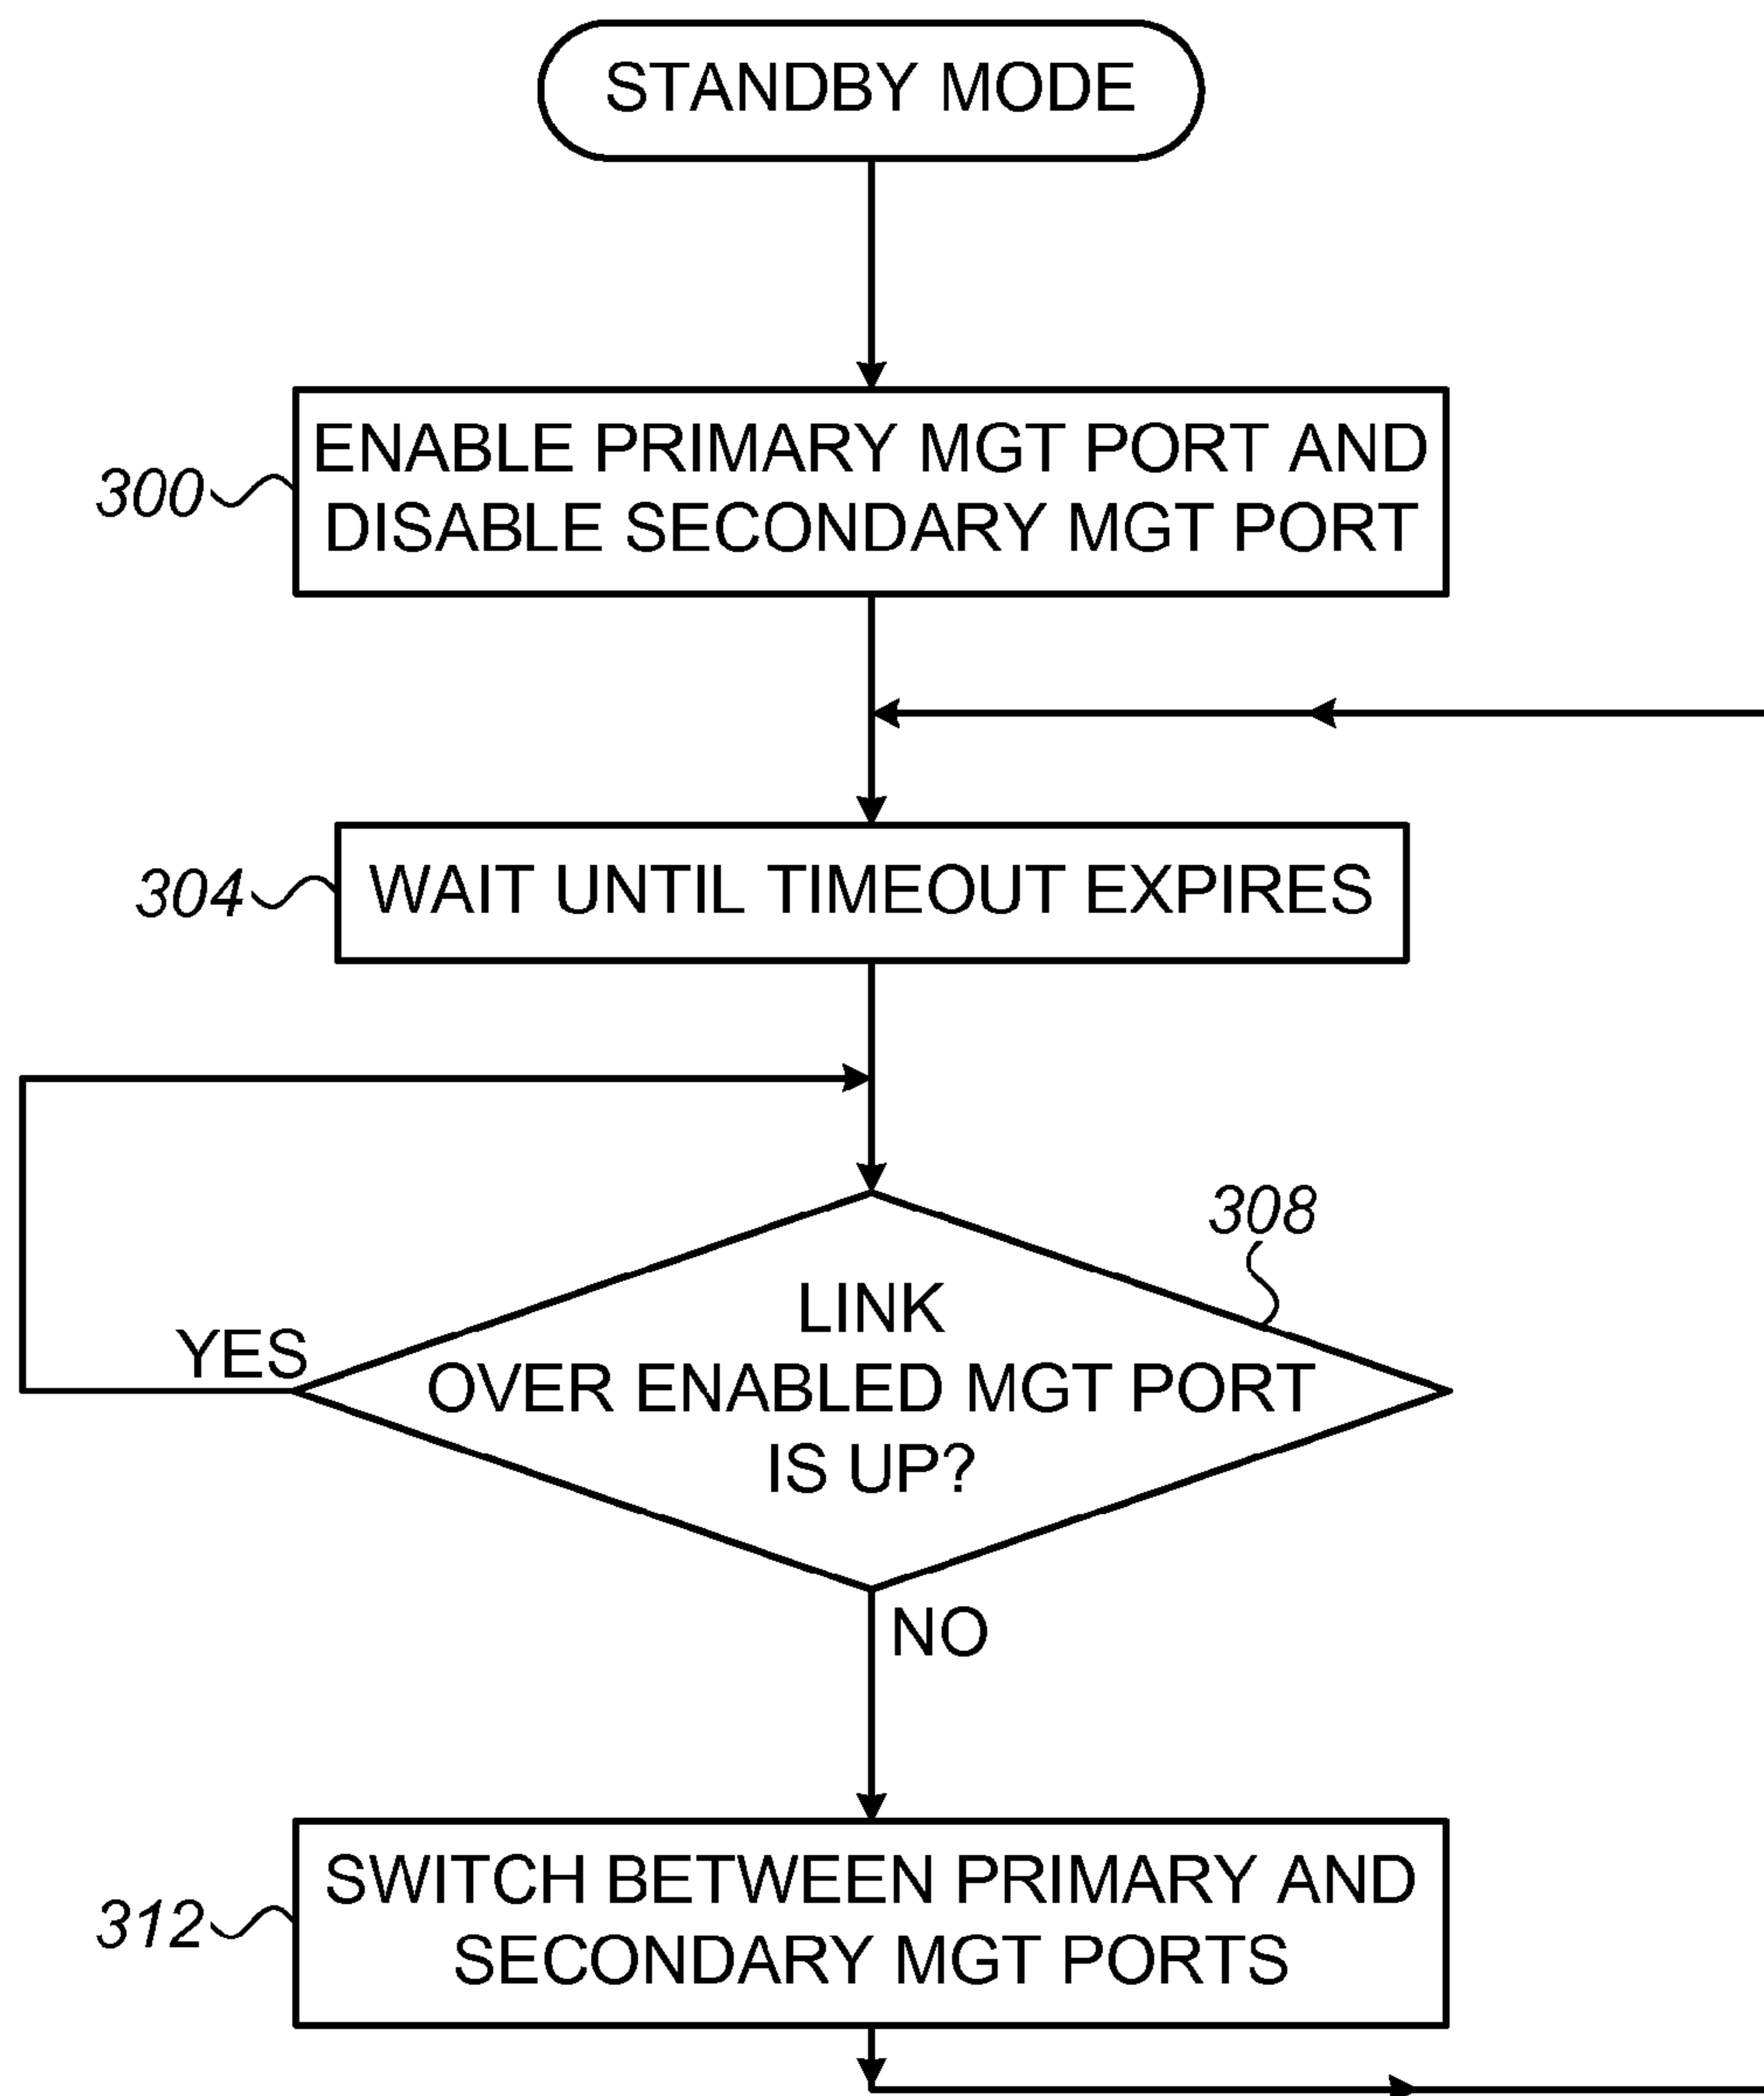 STANDBY MODE
300
ENABLE PRIMARY MGT PORT AND
DISABLE SECONDARY MGT PORT
304
WAIT UNTIL TIMEOUT EXPIRES
308
YES
LINK
OVER ENABLED MGT PORT
IS UP?
NO
312
SWITCH BETWEEN PRIMARY AND
SECONDARY MGT PORTS